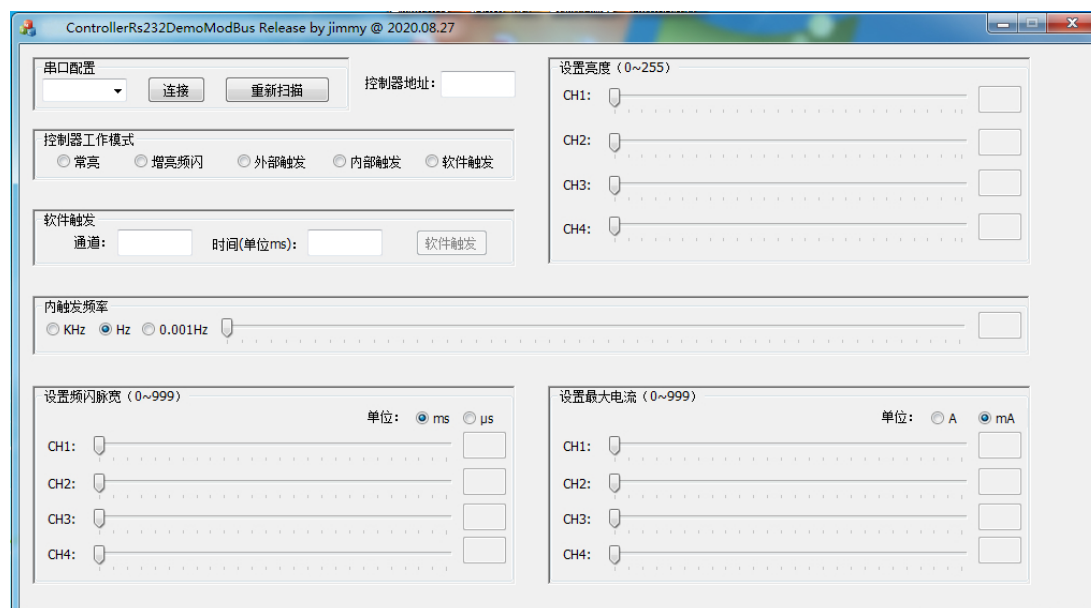 ControllerRs232DemoModBus Release by jimmy @ 2020.08.27
串口配置
连接 重新扫描
控制器地址：
控制器工作模式
常亮 增亮频闪 外部触发 内部触发 软件触发
软件触发
通道： 时间(单位ms)： 软件触发
设置亮度（0~255）
CH1:
CH2:
CH3:
CH4:
内触发频率
KHz Hz 0.001Hz
设置频闪脉宽（0~999）
单位： ms μs
CH1:
CH2:
CH3:
CH4:
设置最大电流（0~999）
单位： A mA
CH1:
CH2:
CH3:
CH4: